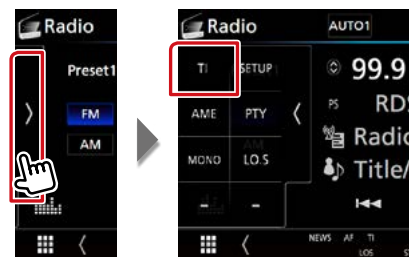 Radio
Preset1
FM
AM
Radio
AUTO1
TI
SETUP
99.9
PS
RD
AME
PTY
Radio
MONO
LO.S
Title/
NEWS AF TI
LOS